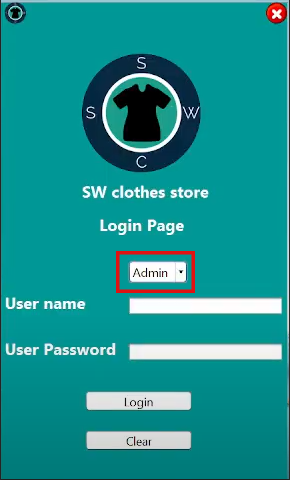 S
S W
C
SW clothes store
Login Page
Admin
User name
User Password
Login
Clear